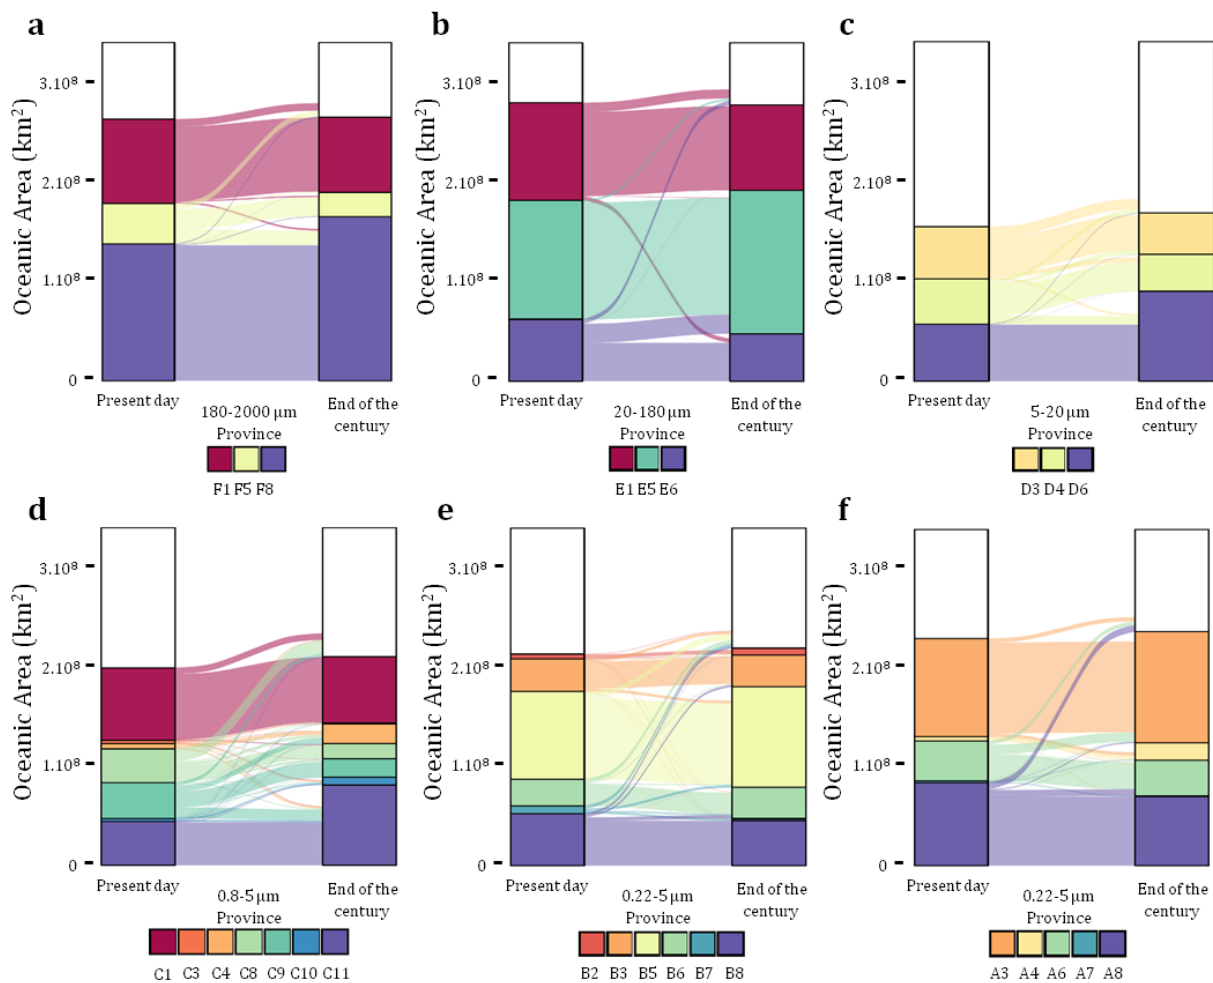 a
3.10⁸
2.10⁸
1.10⁸
0
Oceanic Area (km²)
Present day
End of the
century
180-2000 µm
Province
F1 F5 F8
b
3.10⁸
2.10⁸
1.10⁸
0
Oceanic Area (km²)
Present day
End of the
century
20-180 µm
Province
E1 E5 E6
c
3.10⁸
2.10⁸
1.10⁸
0
Oceanic Area (km²)
Present day
End of the
century
5-20 µm
Province
D3 D4 D6
d
3.10⁸
2.10⁸
1.10⁸
0
Oceanic Area (km²)
Present day
End of the
century
0.8-5 µm
Province
C1 C3 C4 C8 C9 C10 C11
e
3.10⁸
2.10⁸
1.10⁸
0
Oceanic Area (km²)
Present day
End of the
century
0.22-5 µm
Province
B2 B3 B5 B6 B7 B8
f
3.10⁸
2.10⁸
1.10⁸
0
Oceanic Area (km²)
Present day
End of the
century
0.22-5 µm
Province
A3 A4 A6 A7 A8